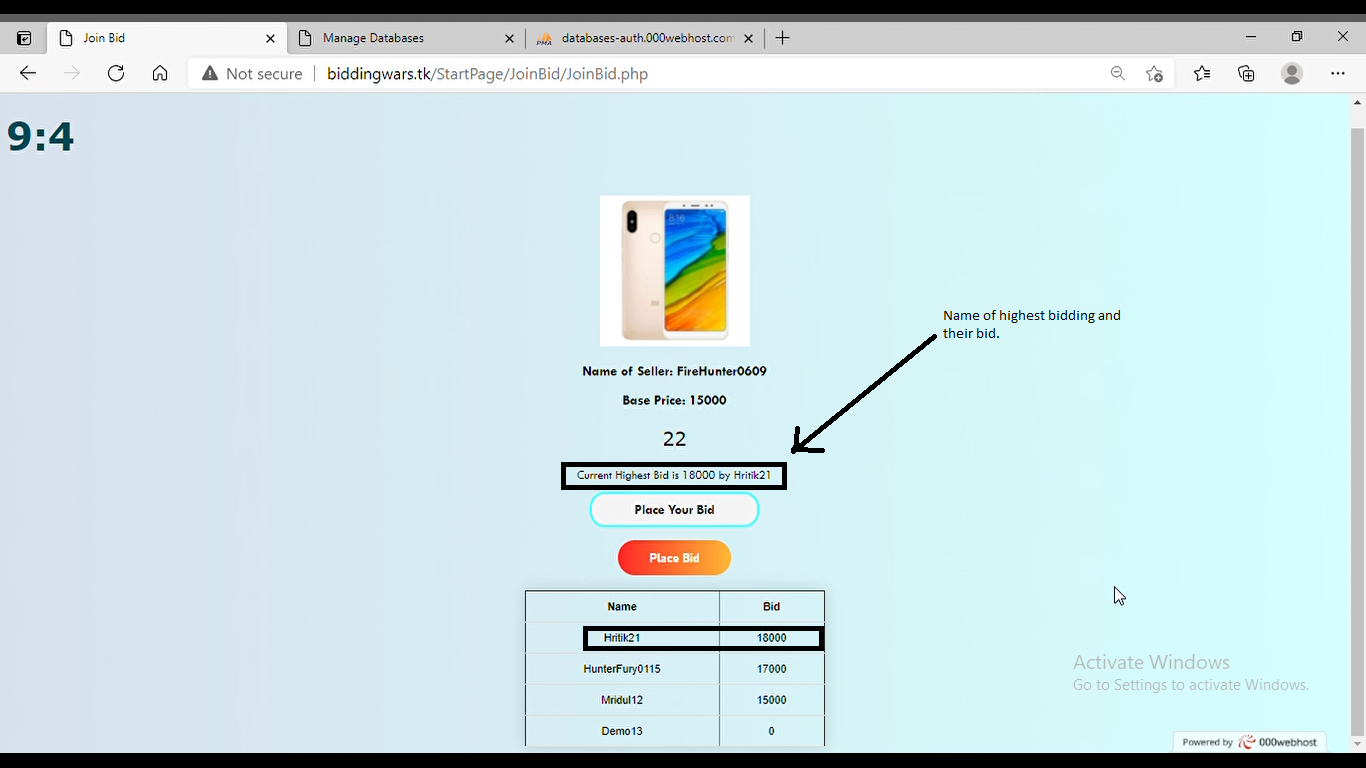 Join Bid
Manage Databases
PMA
databases-auth.000webhost.com
Not secure
biddingwars.tk/StartPage/JoinBid/JoinBid.php
9:4
8:16
Name of highest bidding and
their bid.
Name of Seller: FireHunter0609
Base Price: 15000
22
Current Highest Bid is 18000 by Hritik21
Place Your Bid
Place Bid
Name Bid
Hritik21 18000
HunterFury0115 17000
Mridul12 15000
Demo13 0
Activate Windows
Go to Settings to activate Windows.
Powered by 000webhost